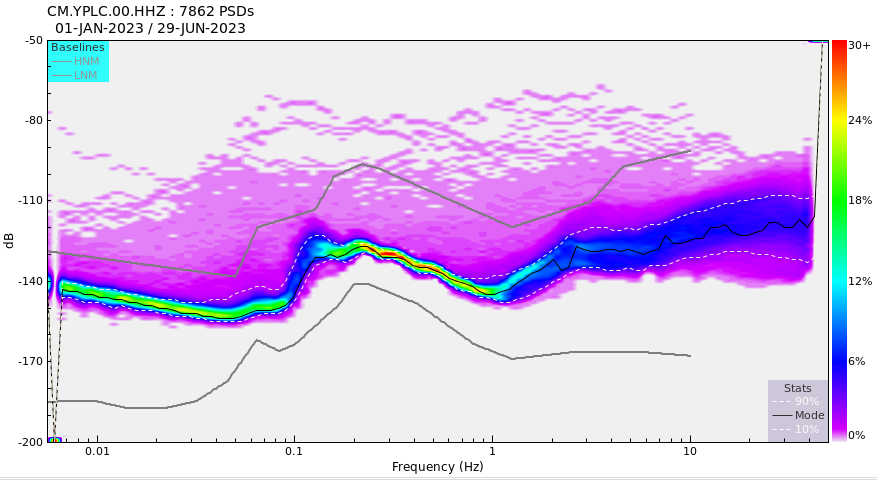 CM.YPLC.00.HHZ : 7862 PSDs
01-JAN-2023 / 29-JUN-2023
-50
-80
-110
-140
-170
-200
dB
Baselines
HNM
LNM
30+
24%
18%
12%
6%
0%
Stats
90%
Mode
10%
0.01
0.1
1
10
Frequency (Hz)